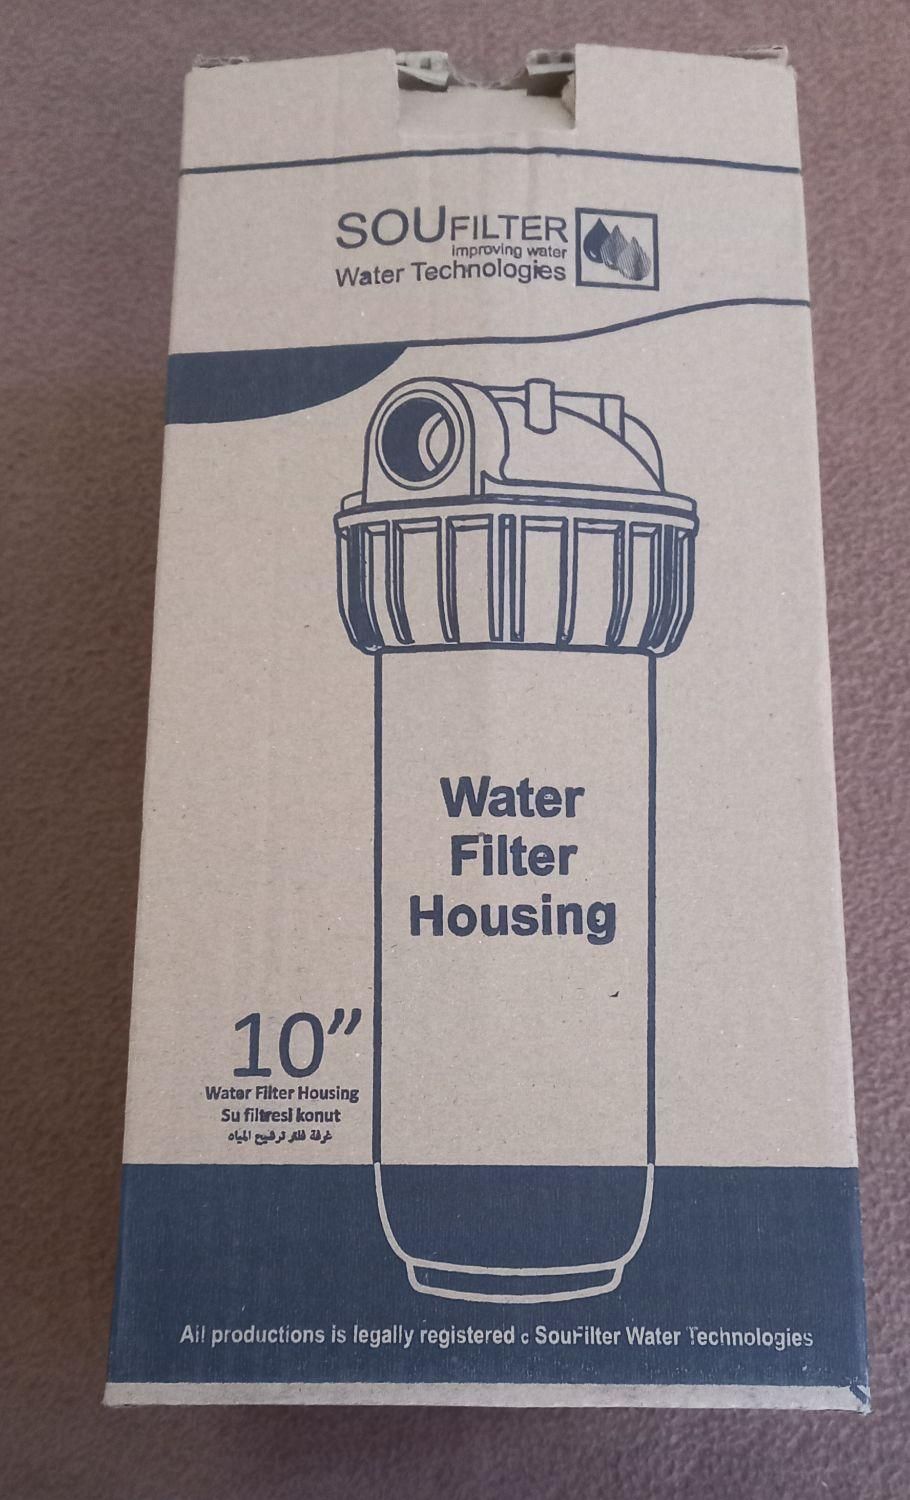 SOUFILTER
improving water
Water Technologies
Water
Filter
Housing
10”
Water Filter Housing
Su filtresi konut
غرفة فلتر ترشيح المياه
All productions is legally registered c SouFilter Water Technologies